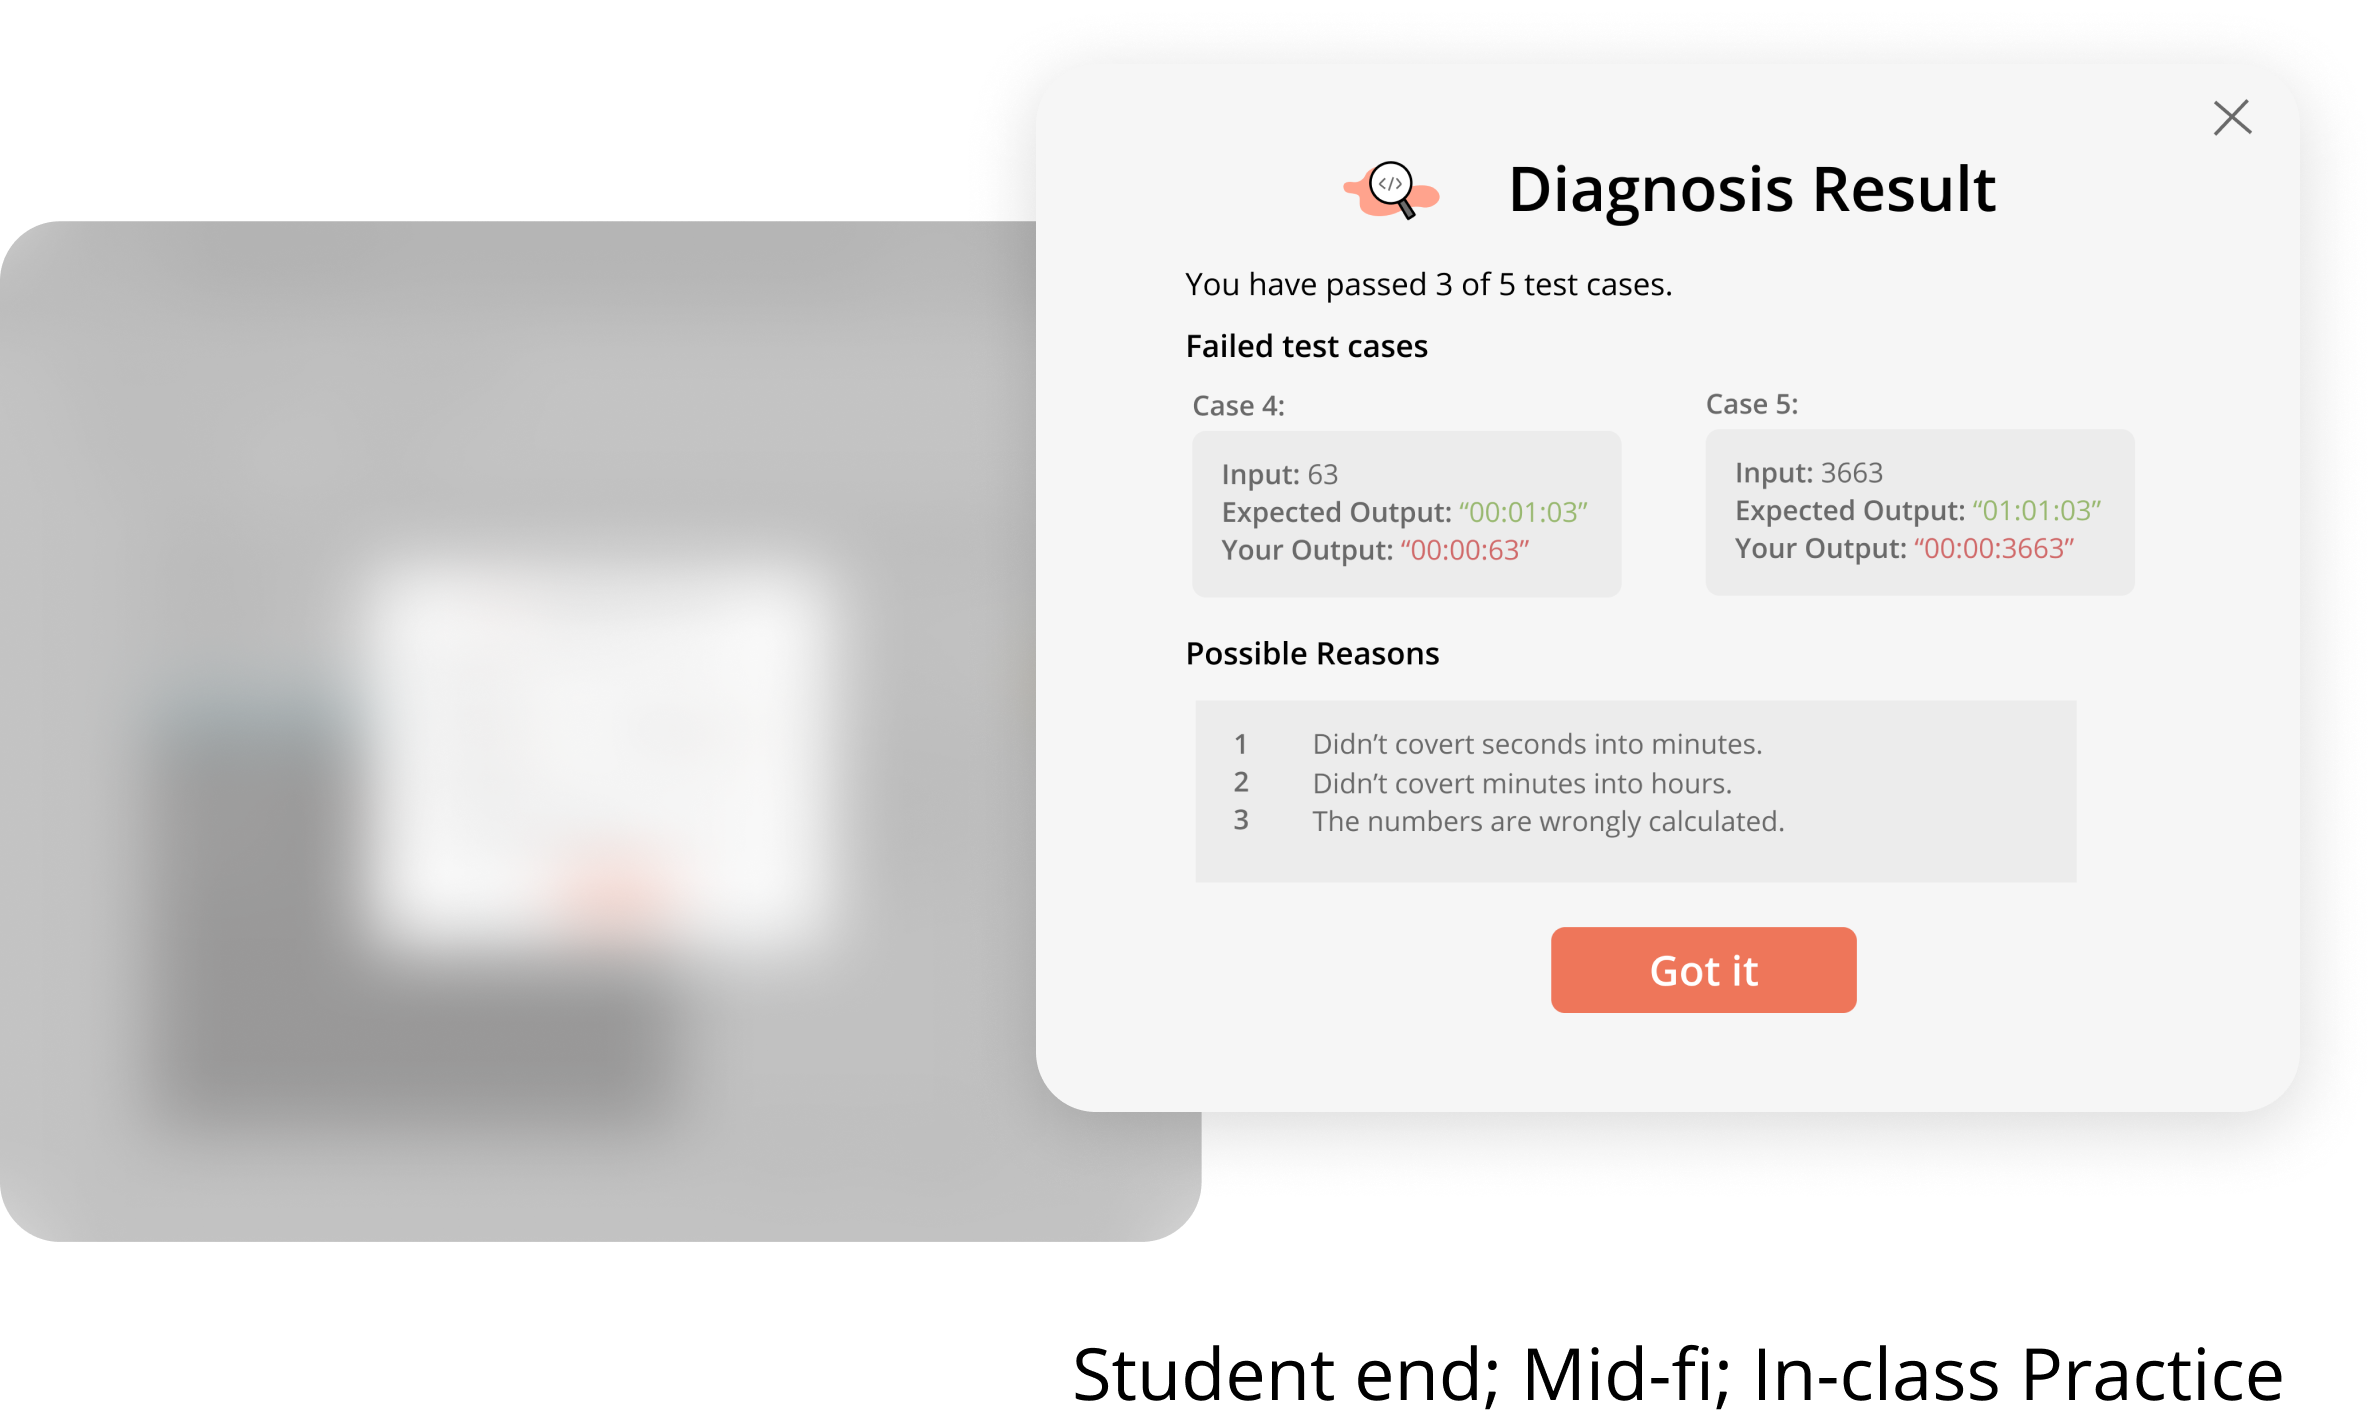 </>
Diagnosis Result
You have passed 3 of 5 test cases.
Failed test cases
Case 4:
Input: 63
Expected Output: “00:01:03”
Your Output: “00:00:63”
Case 5:
Input: 3663
Expected Output: “01:01:03”
Your Output: “00:00:3663”
Possible Reasons
1 Didn’t covert seconds into minutes.
2 Didn’t covert minutes into hours.
3 The numbers are wrongly calculated.
Got it
Student end; Mid-fi; In-class Practice